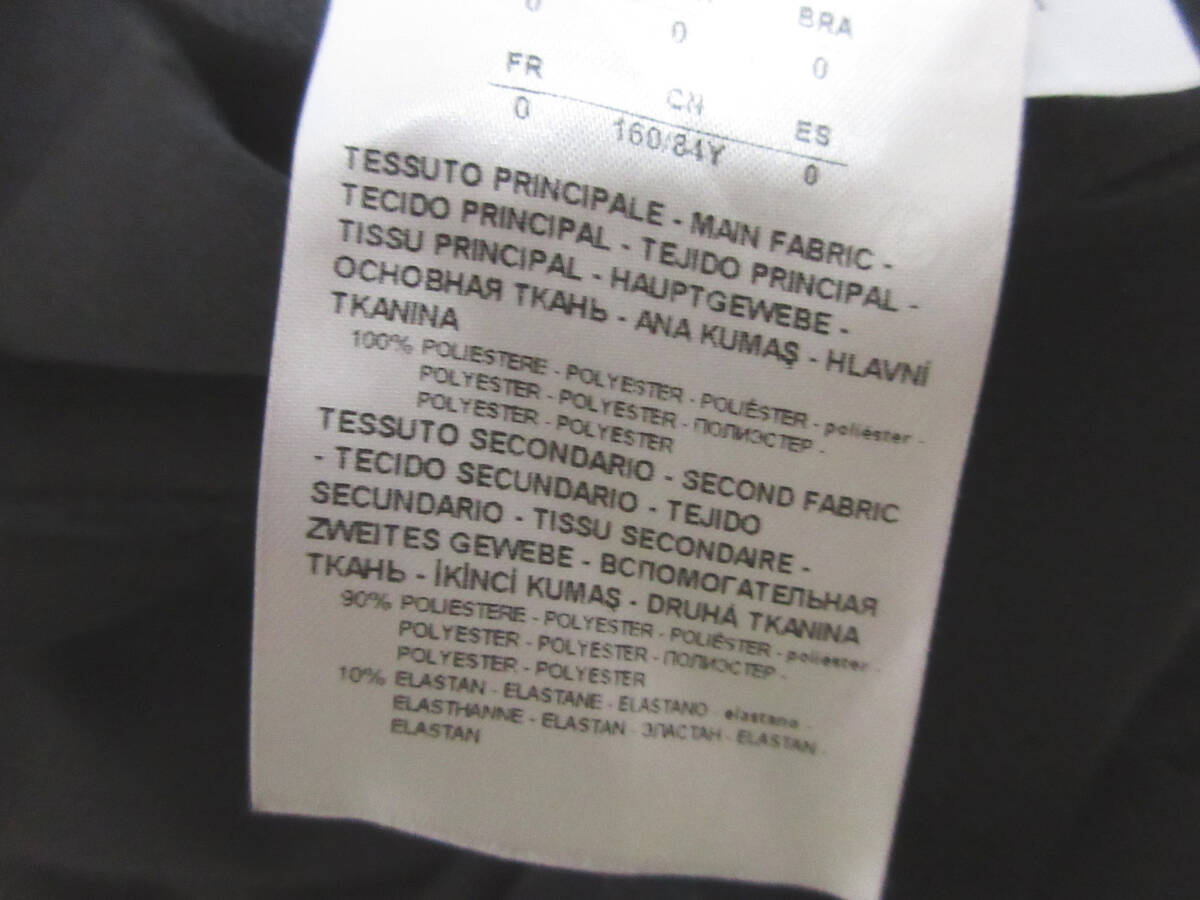 BRA
0
0
0
FR
CN
ES
0
160/84Y
0
TESSUTO PRINCIPALE - MAIN FABRIC -
TECIDO PRINCIPAL - TEJIDO PRINCIPAL -
TISSU PRINCIPAL - HAUPTGEWEBE -
ОСНОВНАЯ ТКАНЬ - ANA KUMAŞ - HLAVNÍ
TKANINA
100% POLIESTERE - POLYESTER - POLIÉSTER - poliéster -
POLYESTER - POLYESTER - ПОЛИЭСТЕР -
POLYESTER - POLYESTER
TESSUTO SECONDARIO - SECOND FABRIC
- TECIDO SECUNDARIO - TEJIDO
SECUNDARIO - TISSU SECONDAIRE -
ZWEITES GEWEBE - ВСПОМОГАТЕЛЬНАЯ
ТКАНЬ - İKİNCİ KUMAŞ - DRUHÁ TKANINA
90% POLIESTERE - POLYESTER - POLIÉSTER - poliéster -
POLYESTER - POLYESTER - ПОЛИЭСТЕР -
POLYESTER - POLYESTER
10% ELASTAN - ELASTANE - ELASTANO - elastano -
ELASTHANNE - ELASTAN - ЭЛАСТАН - ELASTAN -
ELASTAN